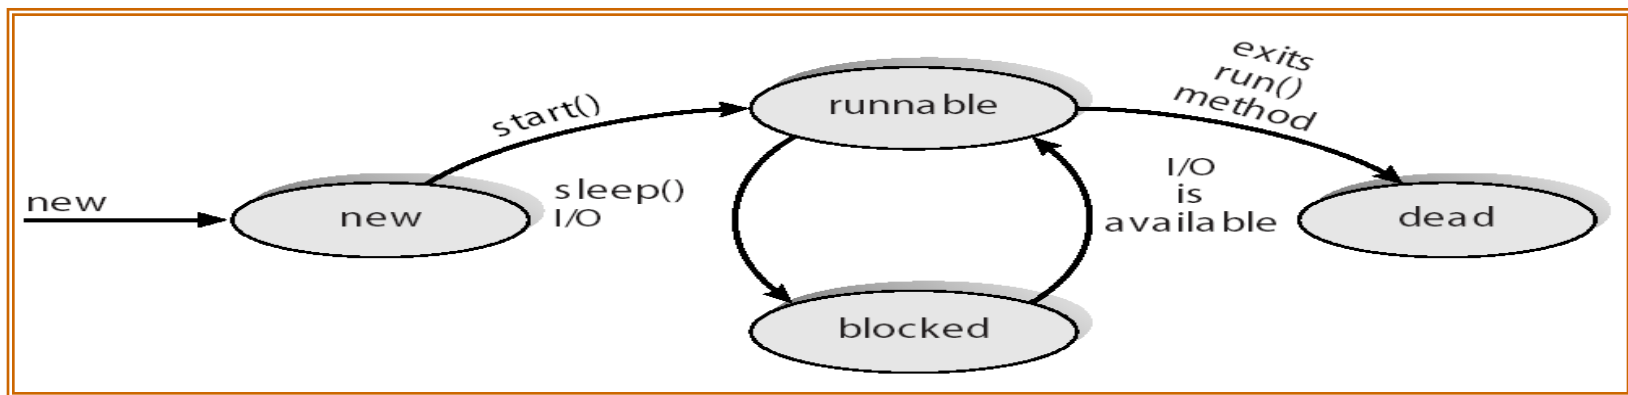 new
new
start()
sleep()
I/O
runnable
blocked
I/O
is
available
exits
run()
method
dead